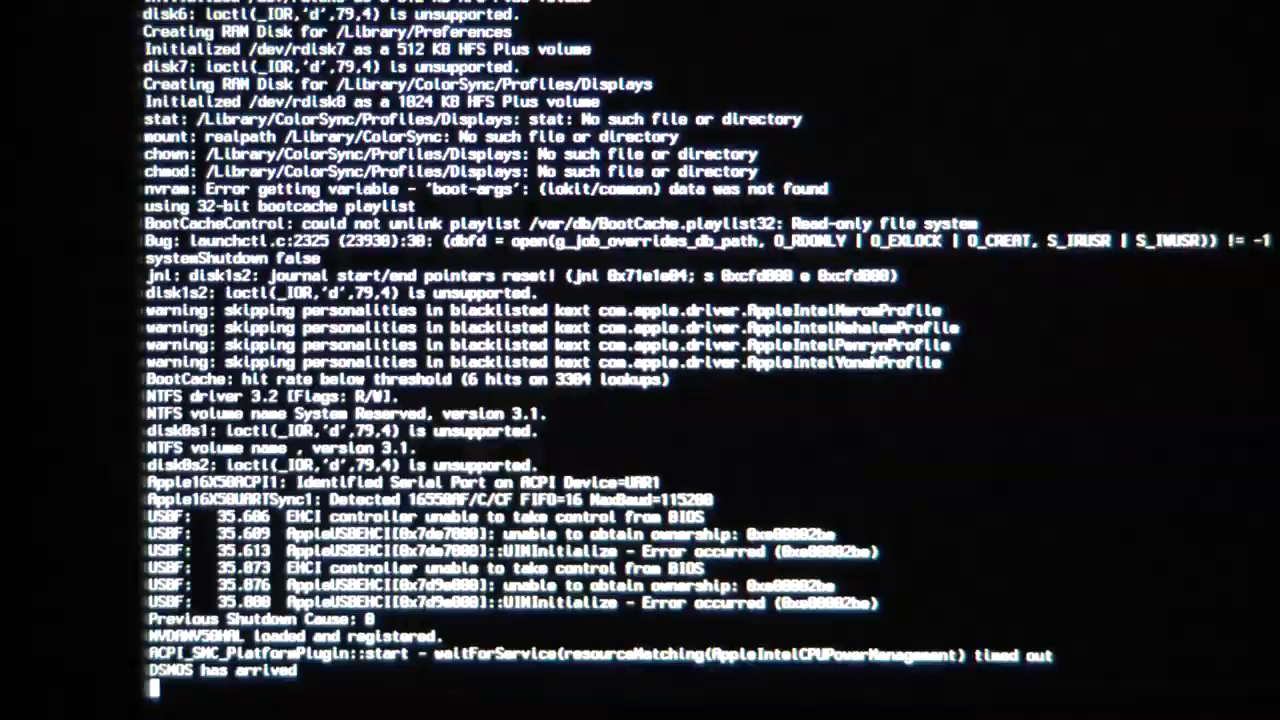 disk6: ioctl(_IOR,'d',79,4) is unsupported.
Creating RAM Disk for /Library/Preferences
Initialized /dev/rdisk7 as a 512 KB HFS Plus volume
disk7: ioctl(_IOR,'d',79,4) is unsupported.
Creating RAM Disk for /Library/ColorSync/Profiles/Displays
Initialized /dev/rdisk8 as a 1024 KB HFS Plus volume
stat: /Library/ColorSync/Profiles/Displays: stat: No such file or directory
mount: realpath /Library/ColorSync: No such file or directory
chown: /Library/ColorSync/Profiles/Displays: No such file or directory
chmod: /Library/ColorSync/Profiles/Displays: No such file or directory
nvram: Error getting variable - 'boot-args': (iokit/common) data was not found
using 32-bit bootcache playlist
BootCacheControl: could not unlink playlist /var/db/BootCache.playlist32: Read-only file system
Bug: launchctl.c:2325 (23930):30: (dbfd = open(g_job_overrides_db_path, O_RDONLY | O_EXLOCK | O_CREAT, S_IRUSR | S_IWUSR)) != -1
systemShutdown false
jnl: disk1s2: journal start/end pointers reset! (jnl 0x71e1e04; s 0xcfd000 e 0xcfd000)
disk1s2: ioctl(_IOR,'d',79,4) is unsupported.
warning: skipping personalities in blacklisted kext com.apple.driver.AppleIntelMeromProfile
warning: skipping personalities in blacklisted kext com.apple.driver.AppleIntelNehalemProfile
warning: skipping personalities in blacklisted kext com.apple.driver.AppleIntelPenrynProfile
warning: skipping personalities in blacklisted kext com.apple.driver.AppleIntelYonahProfile
BootCache: hit rate below threshold (6 hits on 3304 lookups)
NTFS driver 3.2 [Flags: R/W].
NTFS volume name System Reserved, version 3.1.
disk0s1: ioctl(_IOR,'d',79,4) is unsupported.
NTFS volume name , version 3.1.
disk0s2: ioctl(_IOR,'d',79,4) is unsupported.
Apple16X50ACPI1: Identified Serial Port on ACPI Device=UAR1
Apple16X50UARTSync1: Detected 16550AF/C/CF FIFO=16 MaxBaud=115200
USBF: 35.606 EHCI controller unable to take control from BIOS
USBF: 35.609 AppleUSBEHCI[0x7de7000]: unable to obtain ownership: 0xe00002be
USBF: 35.613 AppleUSBEHCI[0x7de7000]::UIMInitialize - Error occurred (0xe00002be)
USBF: 35.873 EHCI controller unable to take control from BIOS
USBF: 35.876 AppleUSBEHCI[0x7d9e000]: unable to obtain ownership: 0xe00002be
USBF: 35.880 AppleUSBEHCI[0x7d9e000]::UIMInitialize - Error occurred (0xe00002be)
Previous Shutdown Cause: 0
NVDANV50HAL loaded and registered.
ACPI_SMC_PlatformPlugin::start - waitForService(resourceMatching(AppleIntelCPUPowerManagement) timed out
DSMOS has arrived